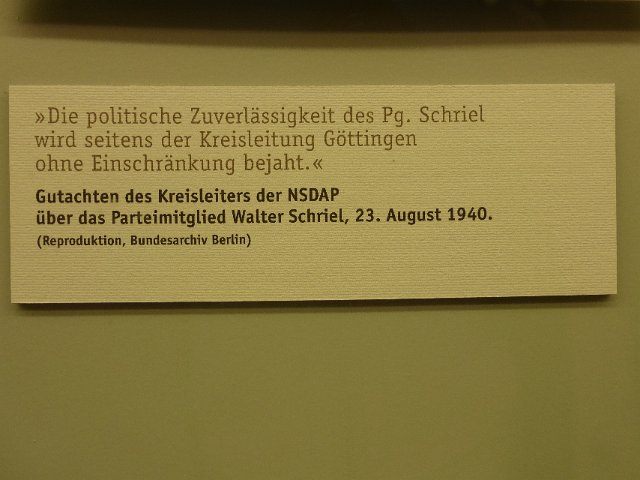 »Die politische Zuverlässigkeit des Pg. Schriel
wird seitens der Kreisleitung Göttingen
ohne Einschränkung bejaht.«
Gutachten des Kreisleiters der NSDAP
über das Parteimitglied Walter Schriel, 23. August 1940.
(Reproduktion, Bundesarchiv Berlin)